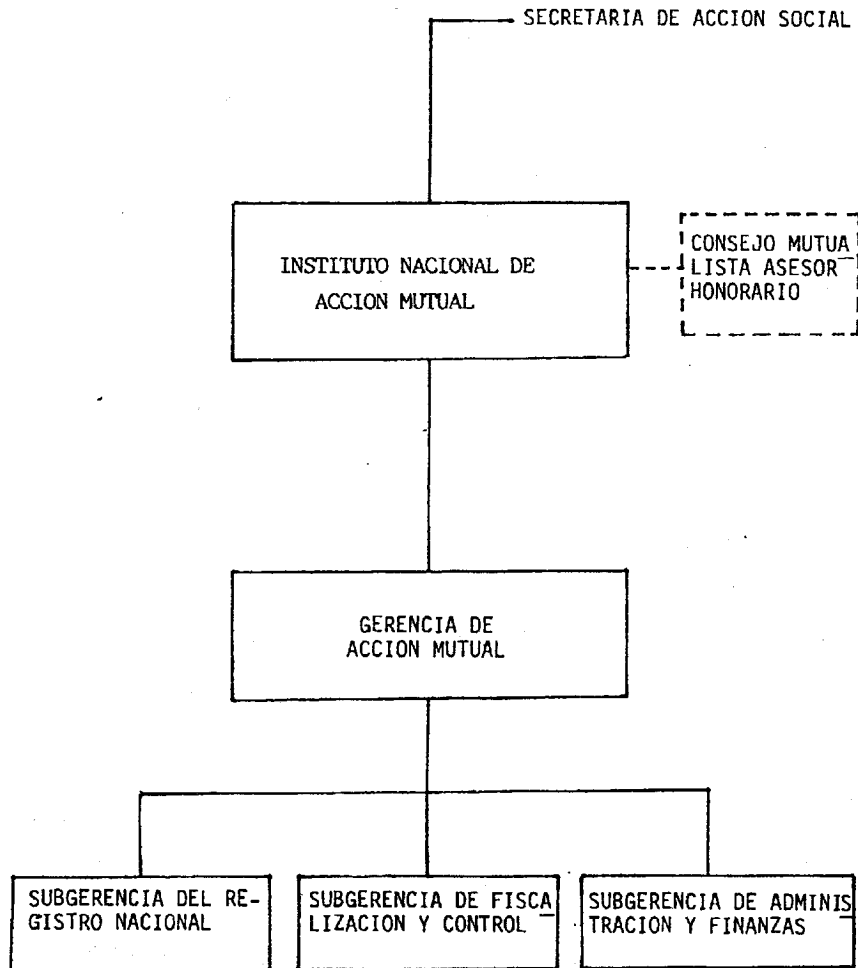 SECRETARIA DE ACCION SOCIAL
INSTITUTO NACIONAL DE
ACCION MUTUAL
CONSEJO MUTUA
LISTA ASESOR
HONORARIO
GERENCIA DE
ACCION MUTUAL
SUBGERENCIA DEL RE-
GISTRO NACIONAL
SUBGERENCIA DE FISCA
LIZACION Y CONTROL
SUBGERENCIA DE ADMINIS
TRACION Y FINANZAS